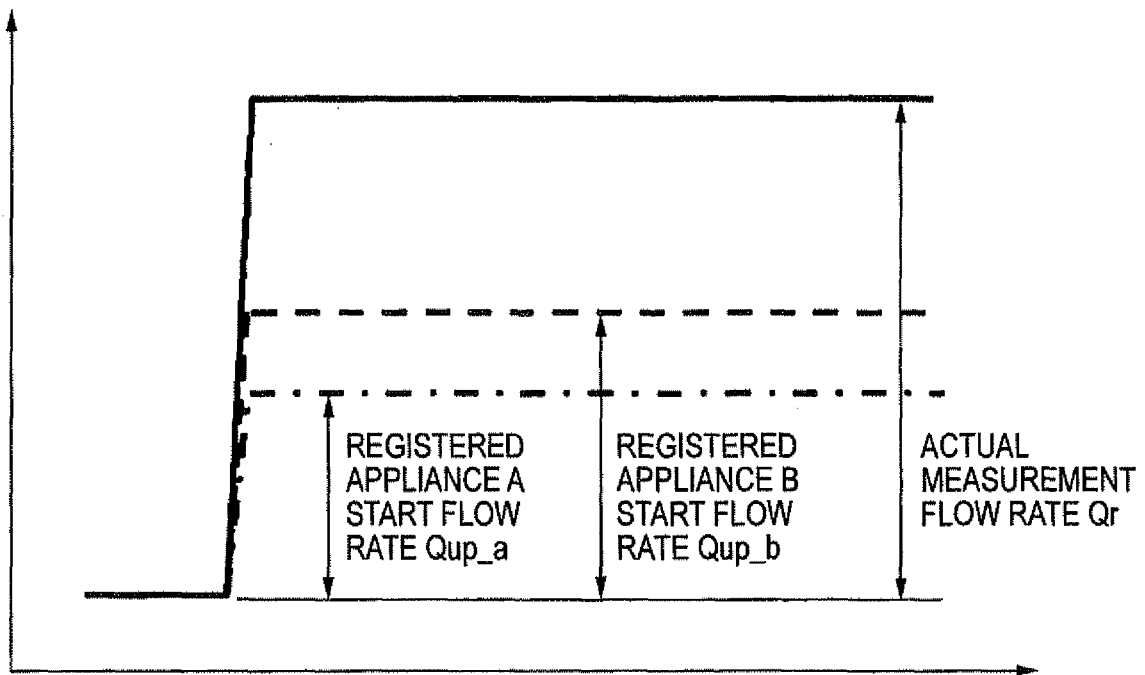 REGISTERED
APPLIANCE A
START FLOW
RATE Qup_a
REGISTERED
APPLIANCE B
START FLOW
RATE Qup_b
ACTUAL
MEASUREMENT
FLOW RATE Qr